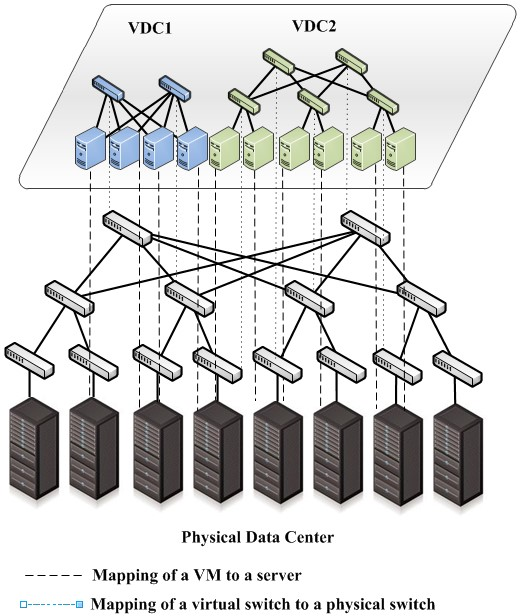 VDC1
VDC2
Physical Data Center
Mapping of a VM to a server
Mapping of a virtual switch to a physical switch